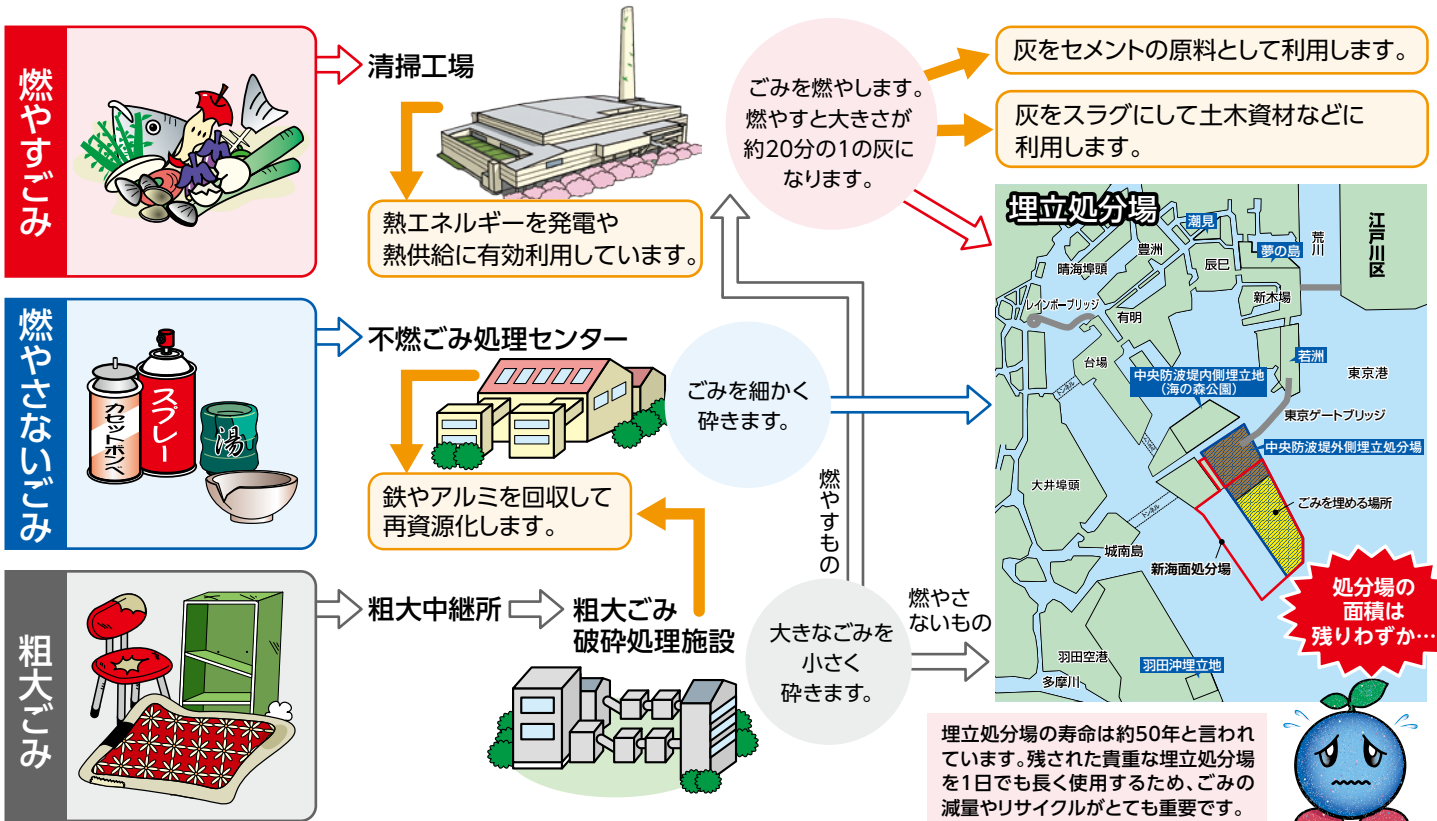 燃やすごみ
清掃工場
熱エネルギーを発電や
熱供給に有効利用しています。
ごみを燃やします。
燃やすと大きさが
約20分の1の灰に
なります。
灰をセメントの原料として利用します。
灰をスラグにして土木資材などに
利用します。
燃やさないごみ
カセットボンベ
スプレー
湯
不燃ごみ処理センター
ごみを細かく
砕きます。
鉄やアルミを回収して
再資源化します。
粗大ごみ
粗大中継所
粗大ごみ
破砕処理施設
大きなごみを
小さく
砕きます。
燃やすもの
燃やさ
ないもの
埋立処分場
江戸川区
荒川
潮見
夢の島
豊洲
辰巳
晴海埠頭
新木場
レインボーブリッジ
有明
台場
若洲
東京港
中央防波堤内側埋立地
(海の森公園)
トンネル
東京ゲートブリッジ
トンネル
中央防波堤外側埋立処分場
大井埠頭
ごみを埋める場所
トンネル
城南島
新海面処分場
羽田空港
羽田沖埋立地
多摩川
処分場の
面積は
残りわずか…
埋立処分場の寿命は約50年と言われ
ています。残された貴重な埋立処分場
を1日でも長く使用するため、ごみの
減量やリサイクルがとても重要です。